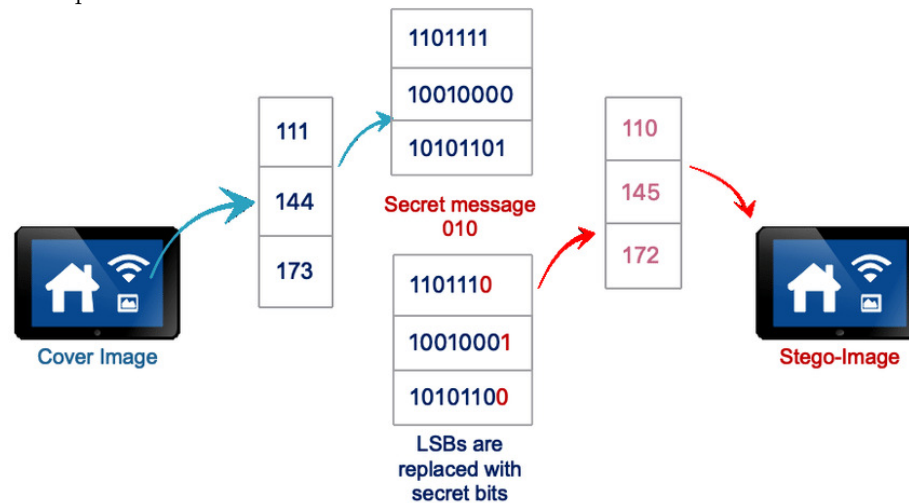 1101111
10010000
10101101
111
144
173
Secret message
010
1101110
10010001
10101100
110
145
172
Cover Image
Stego-Image
LSBs are
replaced with
secret bits